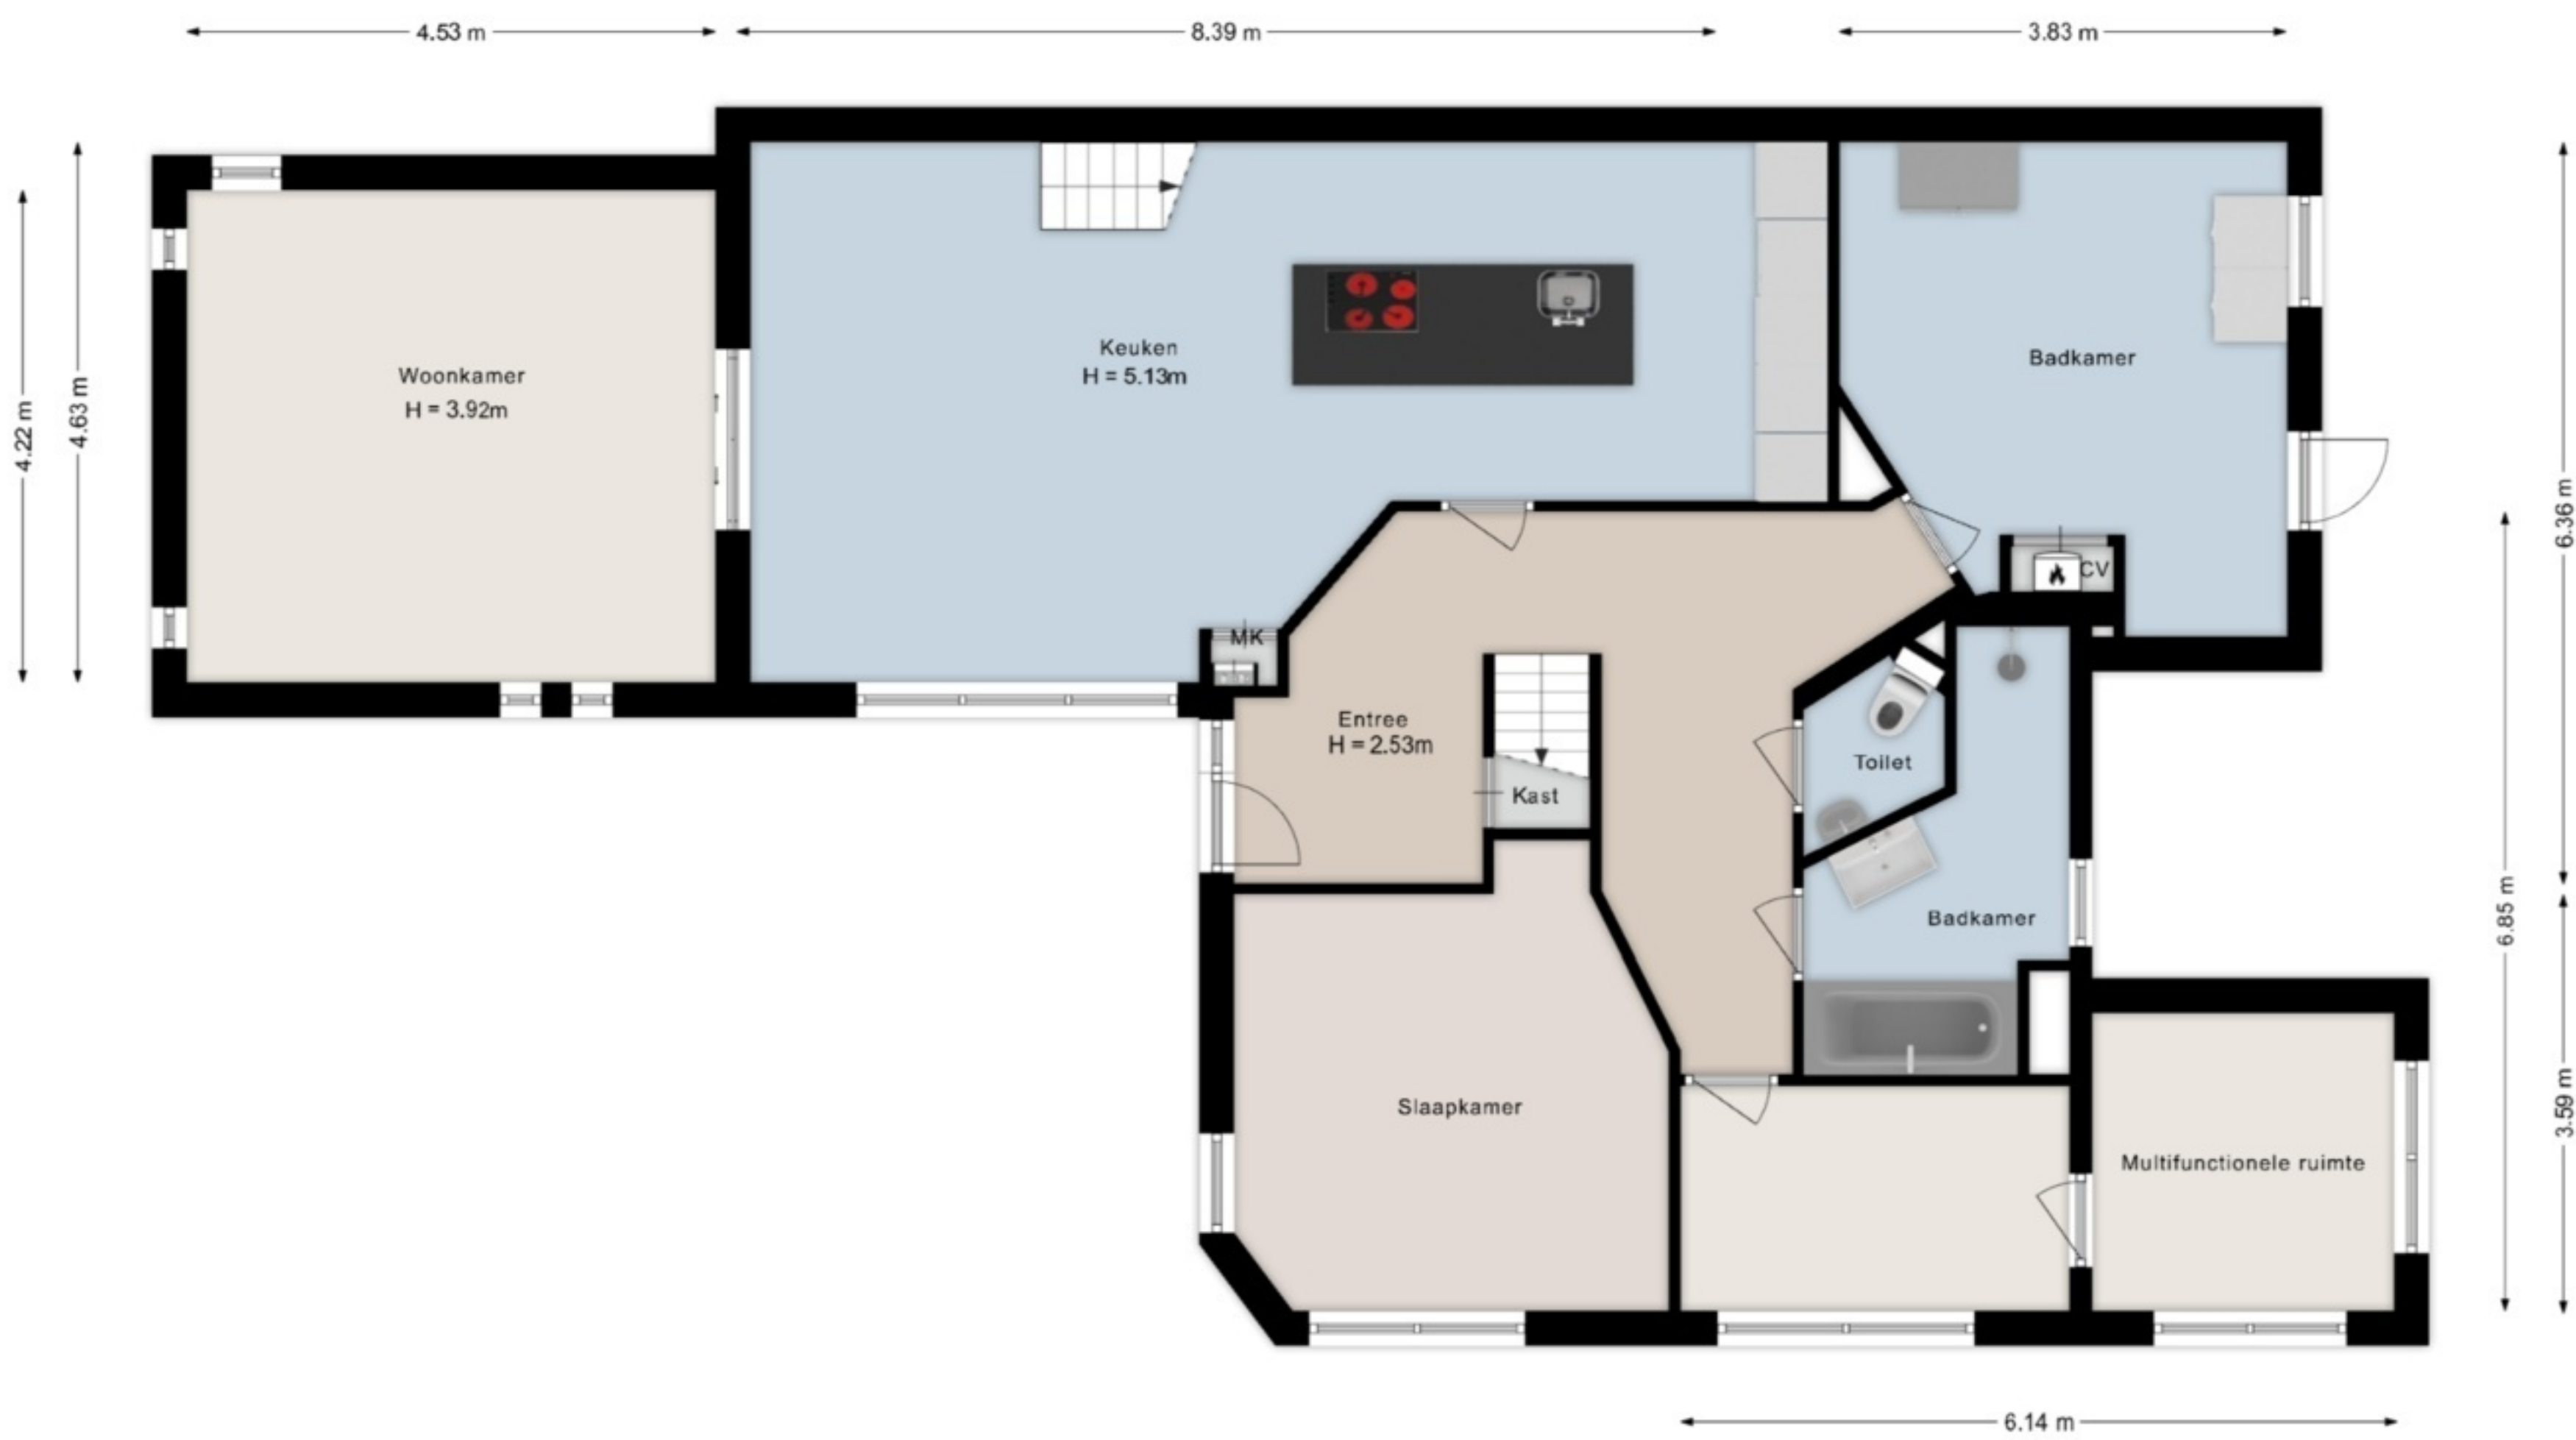 4.53 m
8.39 m
3.83 m
4.22 m
4.63 m
Woonkamer
H = 3.92m
Keuken
H = 5.13m
Badkamer
6.36 m
CV
MK
Entree
H = 2.53m
Toilet
Kast
Badkamer
6.85 m
Slaapkamer
3.59 m
Multifunctionele ruimte
6.14 m